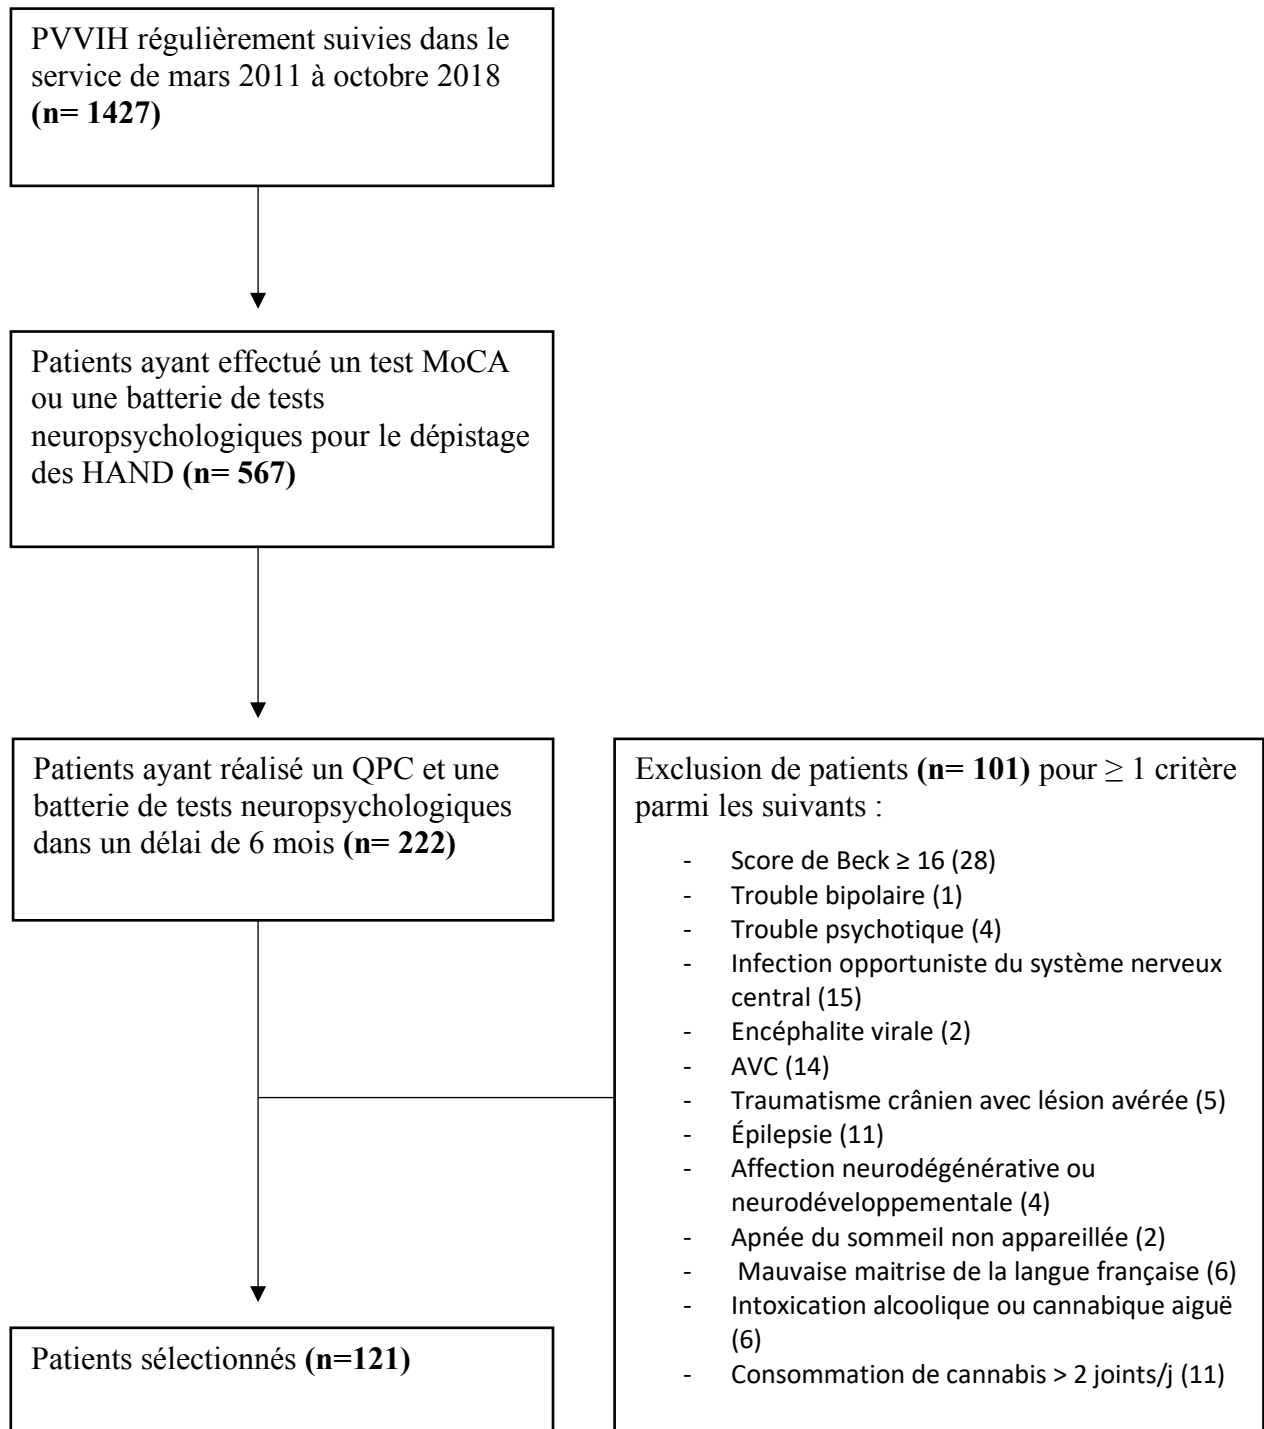 PVVIH régulièrement suivies dans le
service de mars 2011 à octobre 2018
(n= 1427)
Patients ayant effectué un test MoCA
ou une batterie de tests
neuropsychologiques pour le dépistage
des HAND (n= 567)
Patients ayant réalisé un QPC et une
batterie de tests neuropsychologiques
dans un délai de 6 mois (n= 222)
Exclusion de patients (n= 101) pour ≥ 1 critère
parmi les suivants :
- Score de Beck ≥ 16 (28)
- Trouble bipolaire (1)
- Trouble psychotique (4)
- Infection opportuniste du système nerveux
central (15)
- Encéphalite virale (2)
- AVC (14)
- Traumatisme crânien avec lésion avérée (5)
- Épilepsie (11)
- Affection neurodégénérative ou
neurodéveloppementale (4)
- Apnée du sommeil non appareillée (2)
- Mauvaise maitrise de la langue française (6)
- Intoxication alcoolique ou cannabique aiguë
(6)
- Consommation de cannabis > 2 joints/j (11)
Patients sélectionnés (n=121)